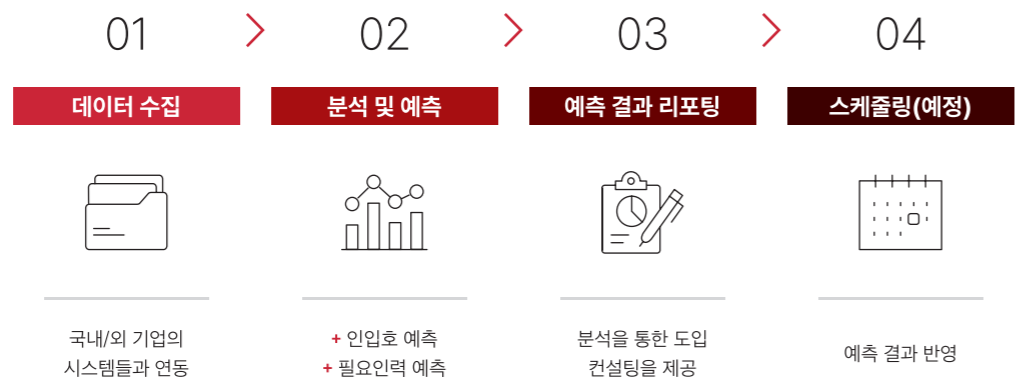 01
02
03
04
데이터 수집
분석 및 예측
예측 결과 리포팅
스케줄링(예정)
국내/외 기업의
시스템들과 연동
+ 인입호 예측
+ 필요인력 예측
분석을 통한 도입
컨설팅을 제공
예측 결과 반영